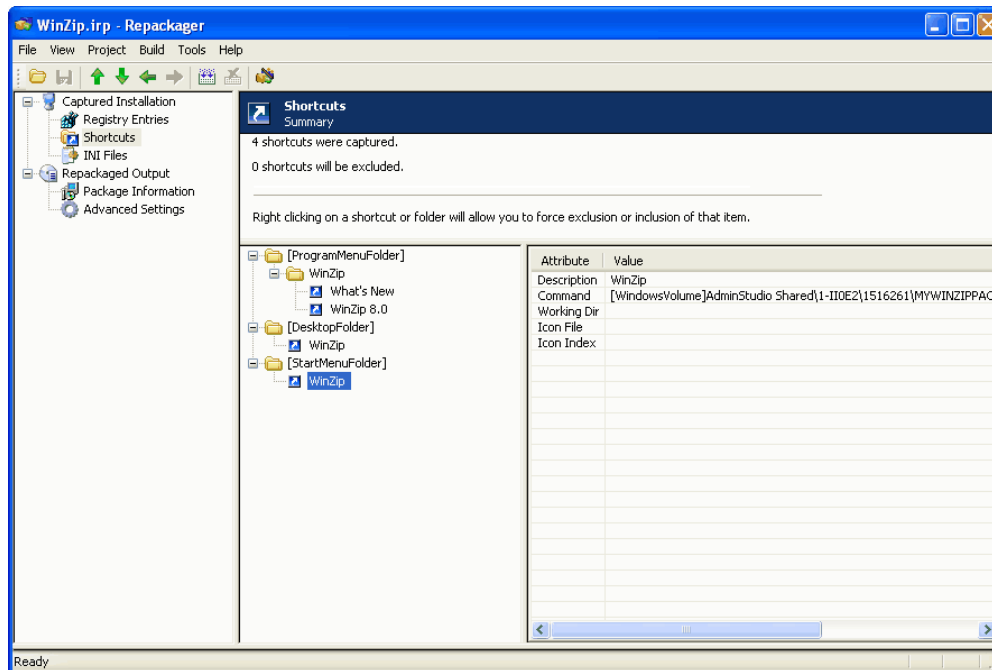 WinZip.irp - Repackager
File View Project Build Tools Help
Captured Installation
Registry Entries
Shortcuts
INI Files
Repackaged Output
Package Information
Advanced Settings
Shortcuts
Summary
4 shortcuts were captured.
0 shortcuts will be excluded.
Right clicking on a shortcut or folder will allow you to force exclusion or inclusion of that item.
[ProgramMenuFolder]
WinZip
What's New
WinZip 8.0
[DesktopFolder]
WinZip
[StartMenuFolder]
WinZip
Attribute Value
Description WinZip
Command [WindowsVolume]AdminStudio Shared\1-II0E2\1516261\MYWINZIPPAC
Working Dir
Icon File
Icon Index
Ready